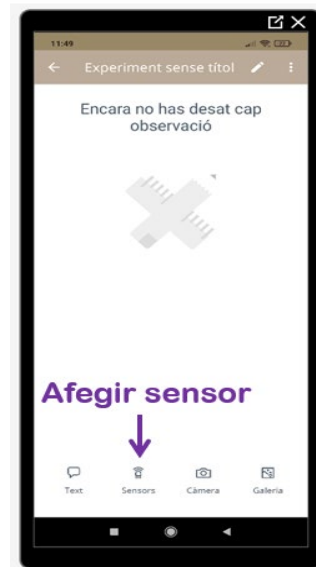 11:49
Experiment sense títol
Encara no has desat cap
observació
Afegir sensor
Text Sensors Càmera Galeria